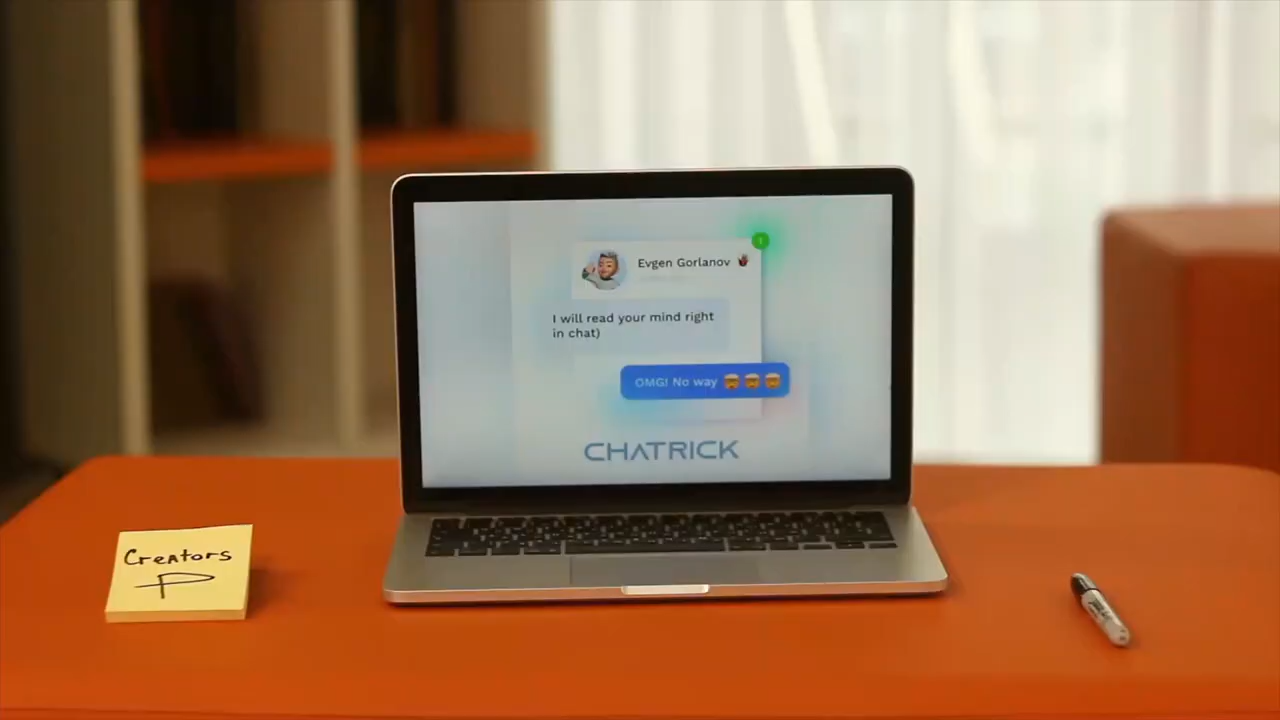 Evgen Gorlanov
I will read your mind right
in chat)
OMG! No way 🤯🤯🤯
CHATRICK
Creators